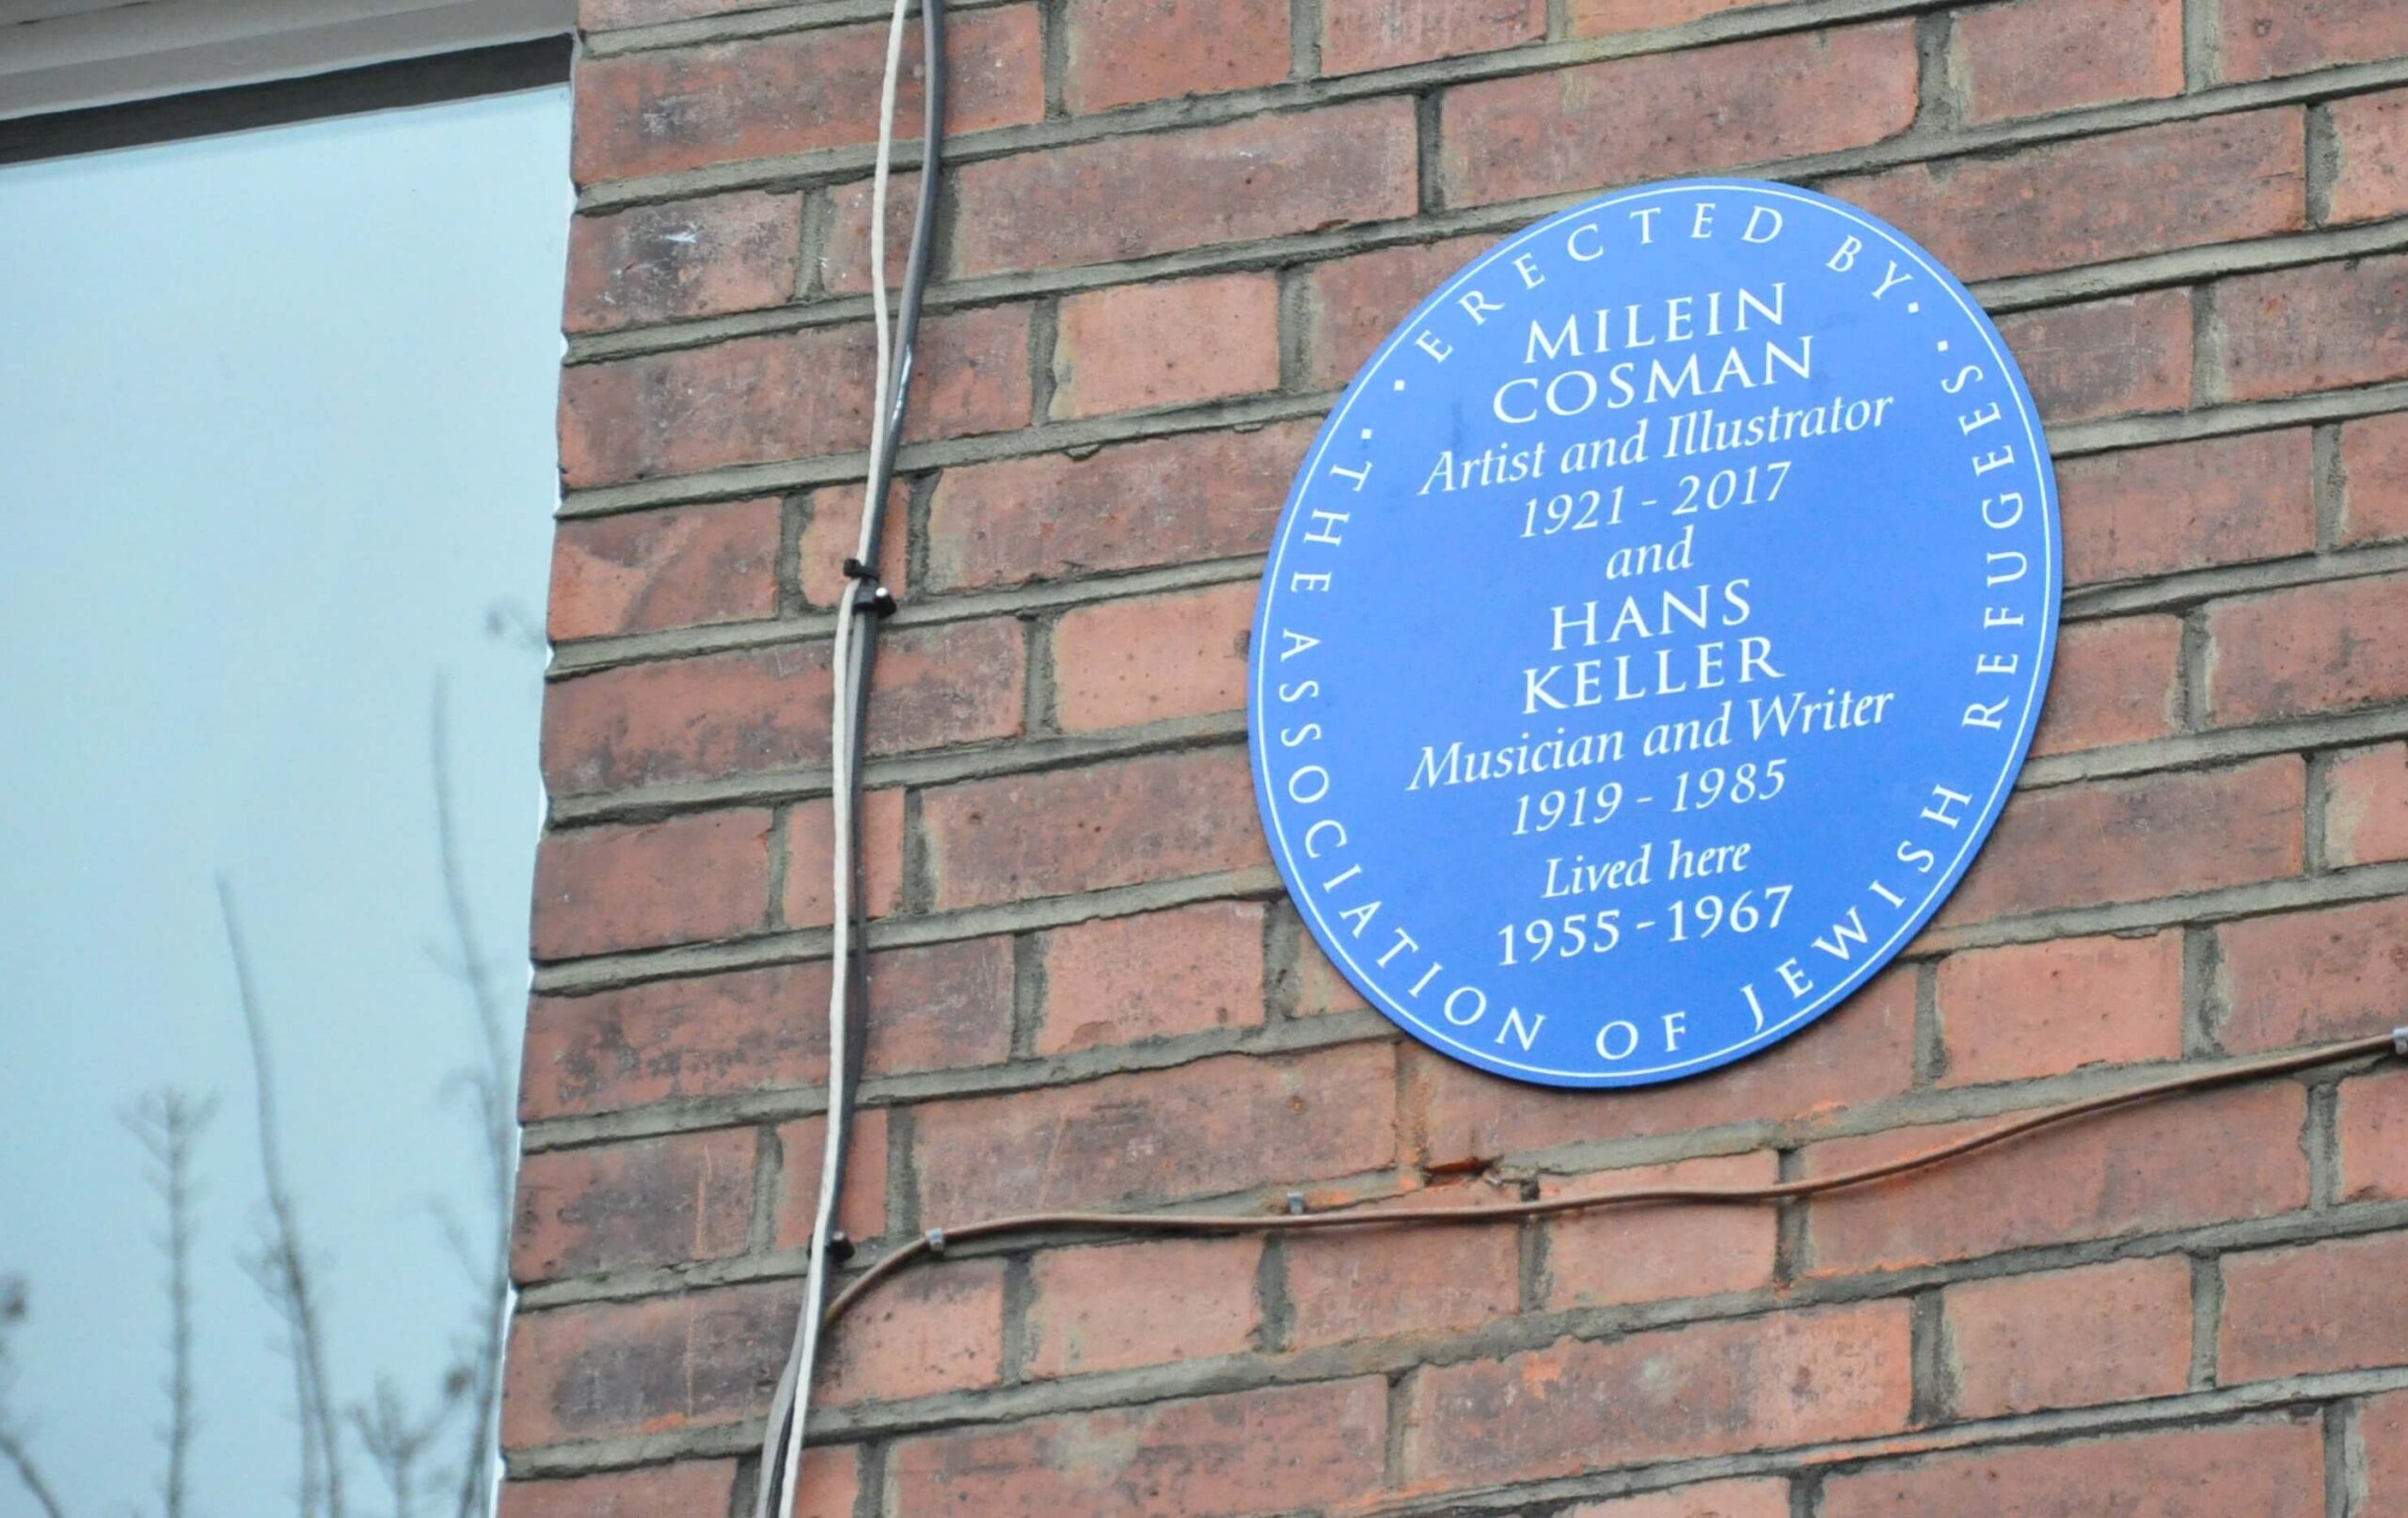 · ERECTED BY ·
MILEIN
COSMAN
Artist and Illustrator
1921 - 2017
and
HANS
KELLER
Musician and Writer
1919 - 1985
Lived here
1955 - 1967
· THE ASSOCIATION OF JEWISH REFUGEES ·